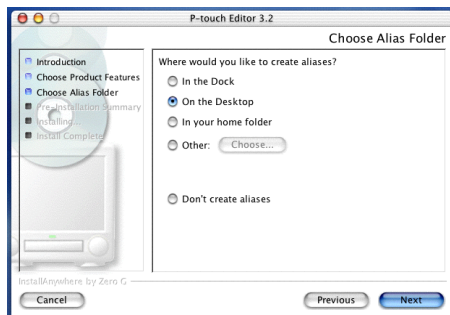 P-touch Editor 3.2
Choose Alias Folder
Introduction
Choose Product Features
Choose Alias Folder
Pre-Installation Summary
Installing...
Install Complete
Where would you like to create aliases?
In the Dock
On the Desktop
In your home folder
Other: Choose...
Don't create aliases
InstallAnywhere by Zero G
Cancel
Previous
Next